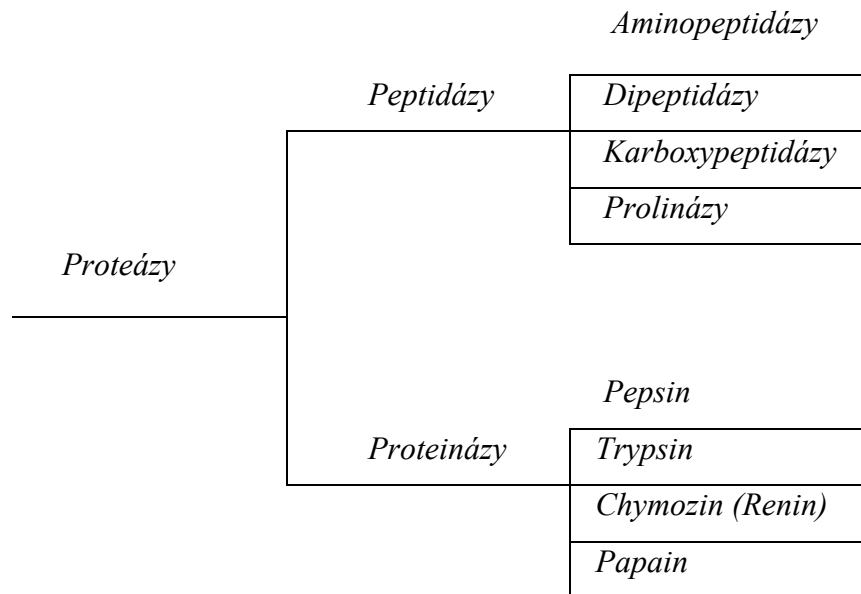 Aminopeptidázy
Peptidázy
Dipeptidázy
Karboxypeptidázy
Prolinázy
Proteázy
Pepsin
Proteinázy
Trypsin
Chymozin (Renin)
Papain